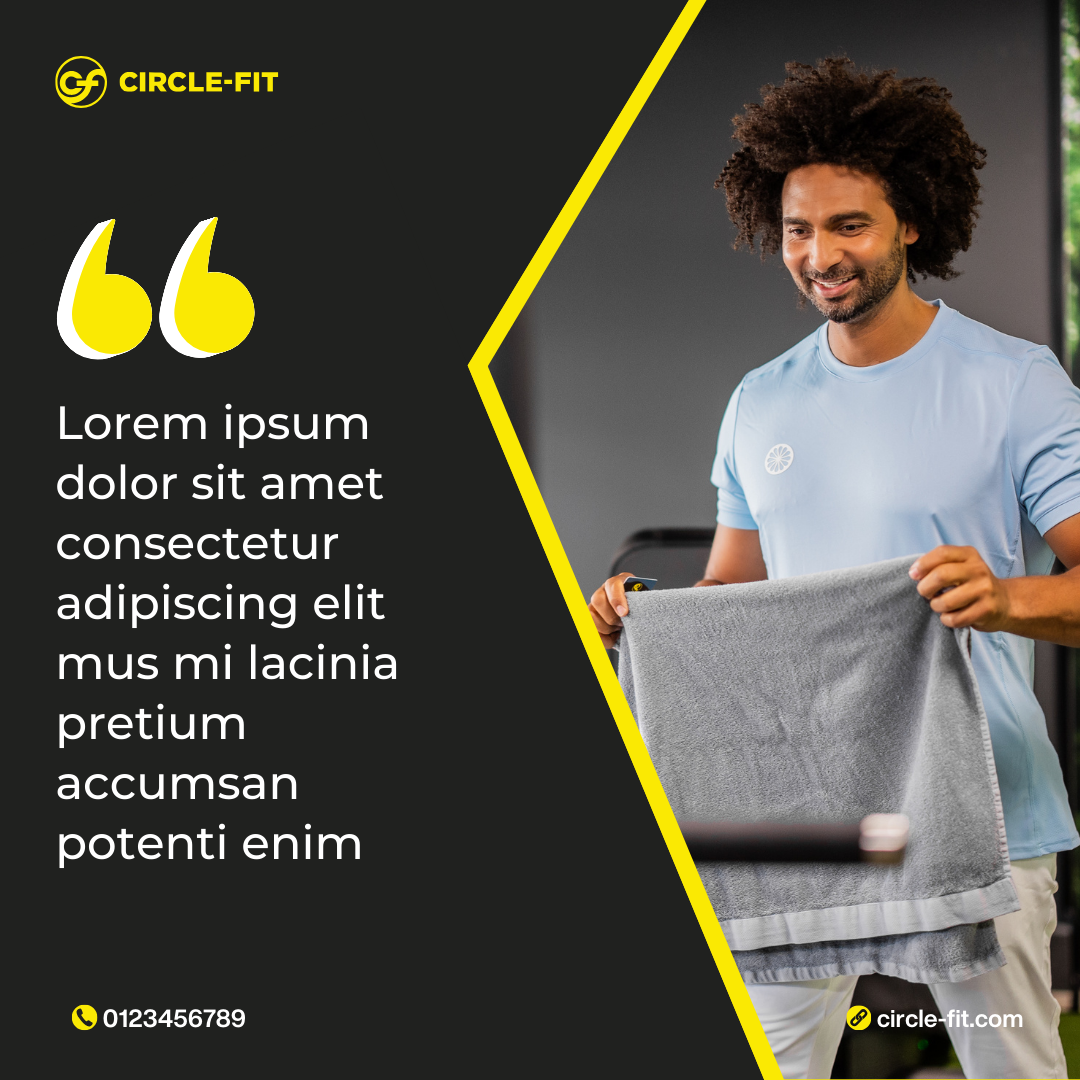 CIRCLE-FIT
Lorem ipsum
dolor sit amet
consectetur
adipiscing elit
mus mi lacinia
pretium
accumsan
potenti enim
0123456789
circle-fit.com